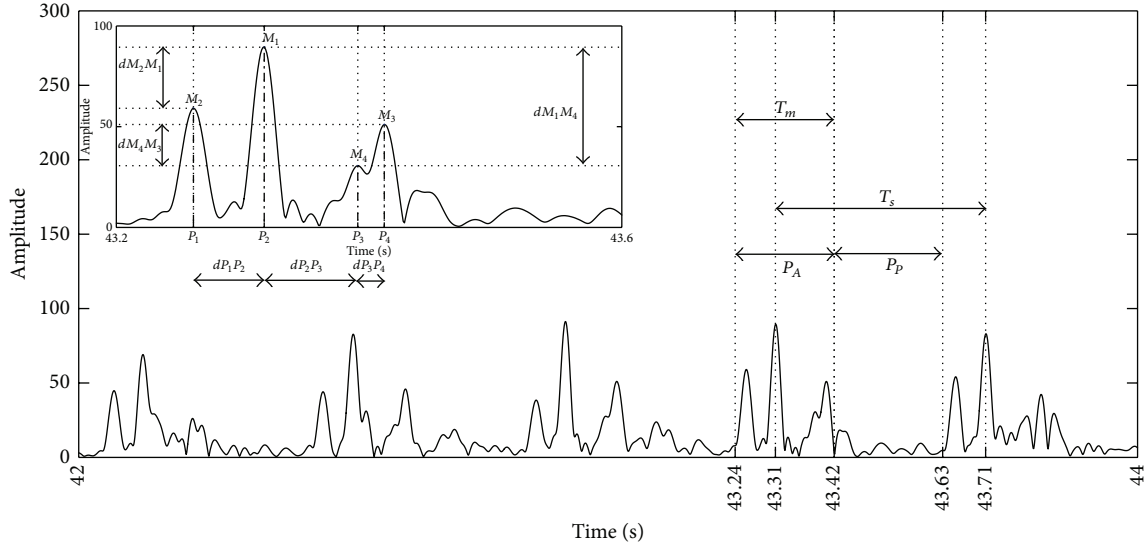 300
250
200
150
100
50
0
Amplitude
42
43.24
43.31
43.42
43.63
43.71
44
Time (s)
T_m
T_s
P_A
P_P
100
50
0
Amplitude
43.2
43.6
P_1
P_2
P_3
P_4
Time (s)
M_1
M_2
M_3
M_4
dM_2M_1
dM_4M_3
dM_1M_4
dP_1P_2
dP_2P_3
dP_3P_4